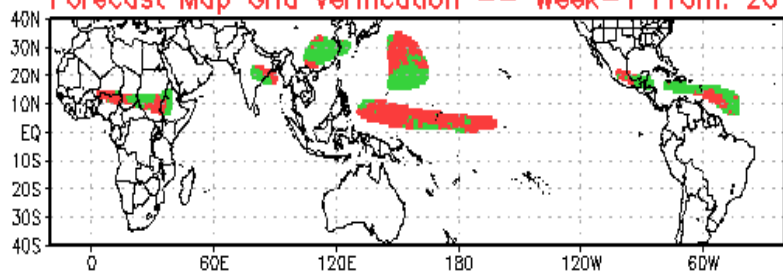 Forecast Map Grid Verification -- Week-1 From: 20
40N
30N
20N
10N
EQ
10S
20S
30S
40S
0 60E 120E 180 120W 60W